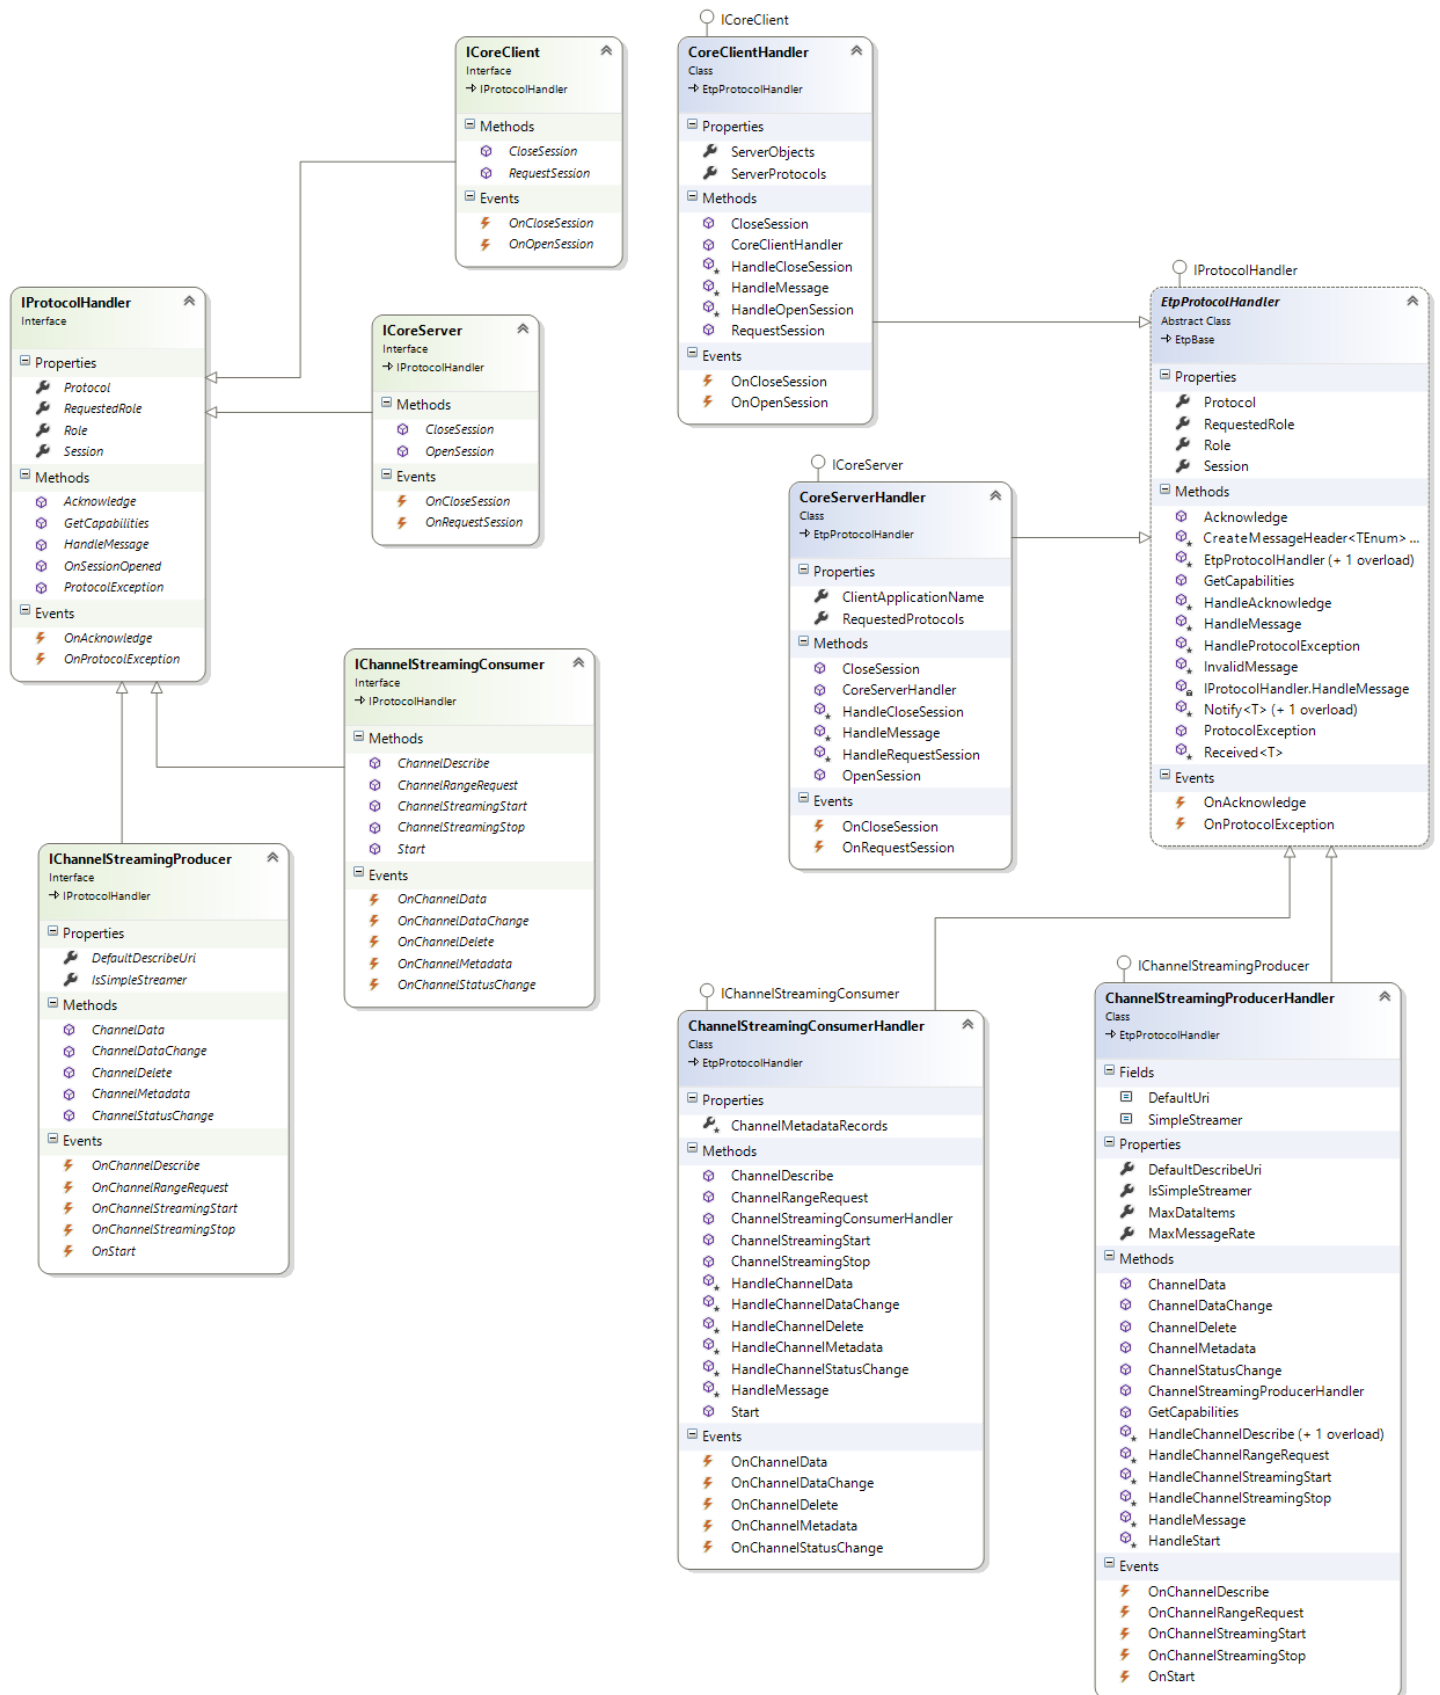 ICoreClient
Interface
IProtocolHandler
Methods
CloseSession
RequestSession
Events
OnCloseSession
OnOpenSession
ICoreClient
CoreClientHandler
Class
EtpProtocolHandler
Properties
ServerObjects
ServerProtocols
Methods
CloseSession
CoreClientHandler
HandleCloseSession
HandleMessage
HandleOpenSession
RequestSession
Events
OnCloseSession
OnOpenSession
IProtocolHandler
Interface
Properties
Protocol
RequestedRole
Role
Session
Methods
Acknowledge
GetCapabilities
HandleMessage
OnSessionOpened
ProtocolException
Events
OnAcknowledge
OnProtocolException
ICoreServer
Interface
IProtocolHandler
Methods
CloseSession
OpenSession
Events
OnCloseSession
OnRequestSession
IProtocolHandler
EtpProtocolHandler
Abstract Class
EtpBase
Properties
Protocol
RequestedRole
Role
Session
Methods
Acknowledge
CreateMessageHeader<TEnum> ...
EtpProtocolHandler (+ 1 overload)
GetCapabilities
HandleAcknowledge
HandleMessage
HandleProtocolException
InvalidMessage
IProtocolHandler.HandleMessage
Notify<T> (+ 1 overload)
ProtocolException
Received<T>
Events
OnAcknowledge
OnProtocolException
ICoreServer
CoreServerHandler
Class
EtpProtocolHandler
Properties
ClientApplicationName
RequestedProtocols
Methods
CloseSession
CoreServerHandler
HandleCloseSession
HandleMessage
HandleRequestSession
OpenSession
Events
OnCloseSession
OnRequestSession
IChannelStreamingConsumer
Interface
IProtocolHandler
Methods
ChannelDescribe
ChannelRangeRequest
ChannelStreamingStart
ChannelStreamingStop
Start
Events
OnChannelData
OnChannelDataChange
OnChannelDelete
OnChannelMetadata
OnChannelStatusChange
IChannelStreamingProducer
Interface
IProtocolHandler
Properties
DefaultDescribeUri
IsSimpleStreamer
Methods
ChannelData
ChannelDataChange
ChannelDelete
ChannelMetadata
ChannelStatusChange
Events
OnChannelDescribe
OnChannelRangeRequest
OnChannelStreamingStart
OnChannelStreamingStop
OnStart
IChannelStreamingConsumer
ChannelStreamingConsumerHandler
Class
EtpProtocolHandler
Properties
ChannelMetadataRecords
Methods
ChannelDescribe
ChannelRangeRequest
ChannelStreamingConsumerHandler
ChannelStreamingStart
ChannelStreamingStop
HandleChannelData
HandleChannelDataChange
HandleChannelDelete
HandleChannelMetadata
HandleChannelStatusChange
HandleMessage
Start
Events
OnChannelData
OnChannelDataChange
OnChannelDelete
OnChannelMetadata
OnChannelStatusChange
IChannelStreamingProducer
ChannelStreamingProducerHandler
Class
EtpProtocolHandler
Fields
DefaultUri
SimpleStreamer
Properties
DefaultDescribeUri
IsSimpleStreamer
MaxDataItems
MaxMessageRate
Methods
ChannelData
ChannelDataChange
ChannelDelete
ChannelMetadata
ChannelStatusChange
ChannelStreamingProducerHandler
GetCapabilities
HandleChannelDescribe (+ 1 overload)
HandleChannelRangeRequest
HandleChannelStreamingStart
HandleChannelStreamingStop
HandleMessage
HandleStart
Events
OnChannelDescribe
OnChannelRangeRequest
OnChannelStreamingStart
OnChannelStreamingStop
OnStart